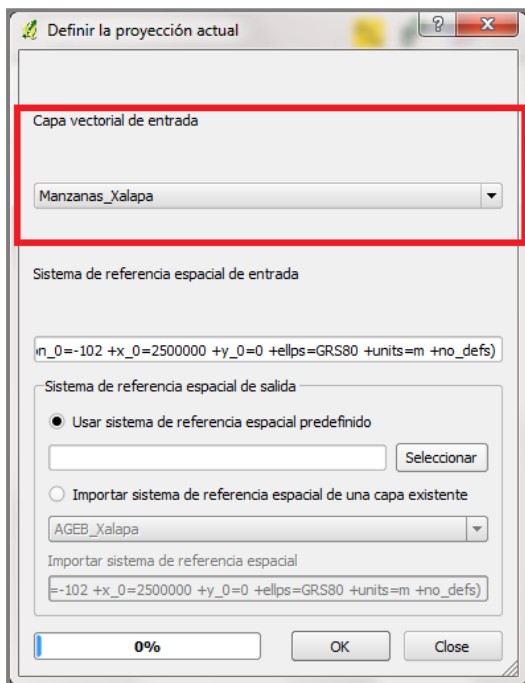 Definir la proyección actual
Capa vectorial de entrada
Manzanas_Xalapa
Sistema de referencia espacial de entrada
n_0=-102 +x_0=2500000 +y_0=0 +ellps=GRS80 +units=m +no_defs)
Sistema de referencia espacial de salida
Usar sistema de referencia espacial predefinido
Seleccionar
Importar sistema de referencia espacial de una capa existente
AGEB_Xalapa
Importar sistema de referencia espacial
=-102 +x_0=2500000 +y_0=0 +ellps=GRS80 +units=m +no_defs)
0%
OK
Close